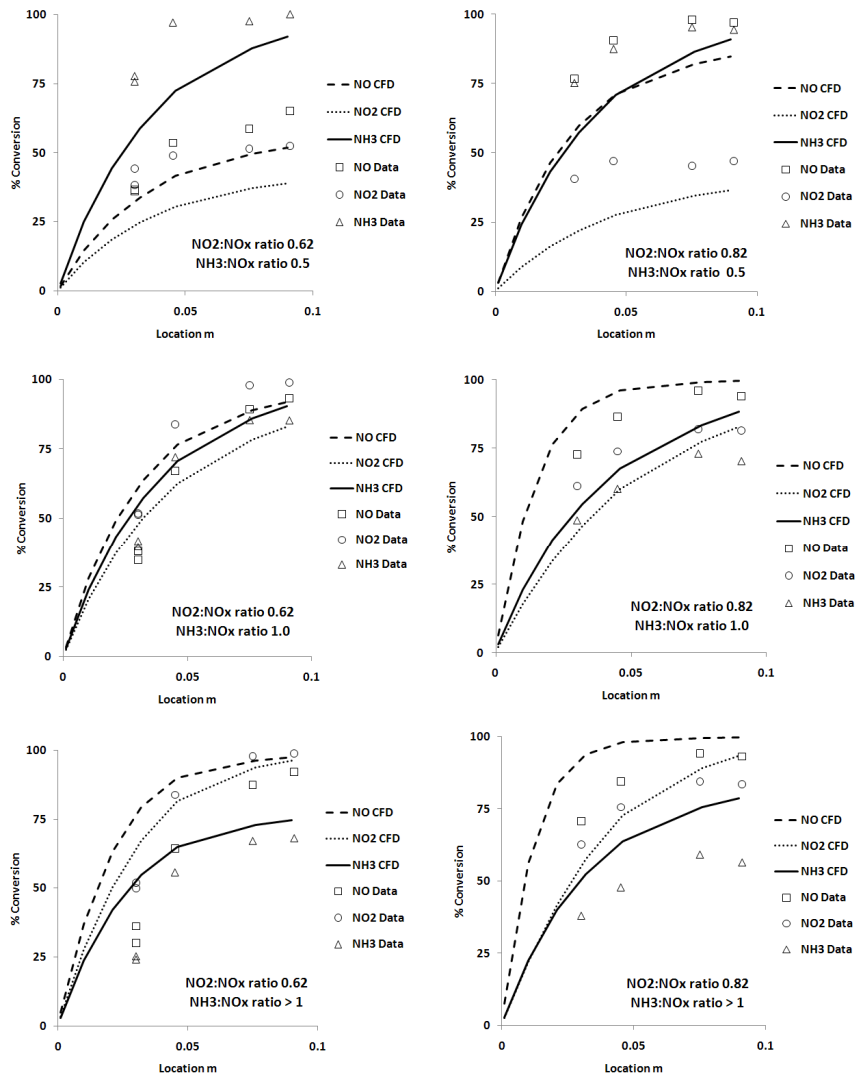 100
75
50
25
0
% Conversion
0
0.05
0.1
Location m
NO2:NOx ratio 0.62
NH3:NOx ratio 0.5
NO CFD
NO2 CFD
NH3 CFD
NO Data
NO2 Data
NH3 Data
100
75
50
25
0
% Conversion
0
0.05
0.1
Location m
NO2:NOx ratio 0.82
NH3:NOx ratio 0.5
NO CFD
NO2 CFD
NH3 CFD
NO Data
NO2 Data
NH3 Data
100
75
50
25
0
% Conversion
0
0.05
0.1
Location m
NO2:NOx ratio 0.62
NH3:NOx ratio 1.0
NO CFD
NO2 CFD
NH3 CFD
NO Data
NO2 Data
NH3 Data
100
75
50
25
0
% Conversion
0
0.05
0.1
Location m
NO2:NOx ratio 0.82
NH3:NOx ratio 1.0
NO CFD
NO2 CFD
NH3 CFD
NO Data
NO2 Data
NH3 Data
100
75
50
25
0
% Conversion
0
0.05
0.1
Location m
NO2:NOx ratio 0.62
NH3:NOx ratio > 1
NO CFD
NO2 CFD
NH3 CFD
NO Data
NO2 Data
NH3 Data
100
75
50
25
0
% Conversion
0
0.05
0.1
Location m
NO2:NOx ratio 0.82
NH3:NOx ratio > 1
NO CFD
NO2 CFD
NH3 CFD
NO Data
NO2 Data
NH3 Data